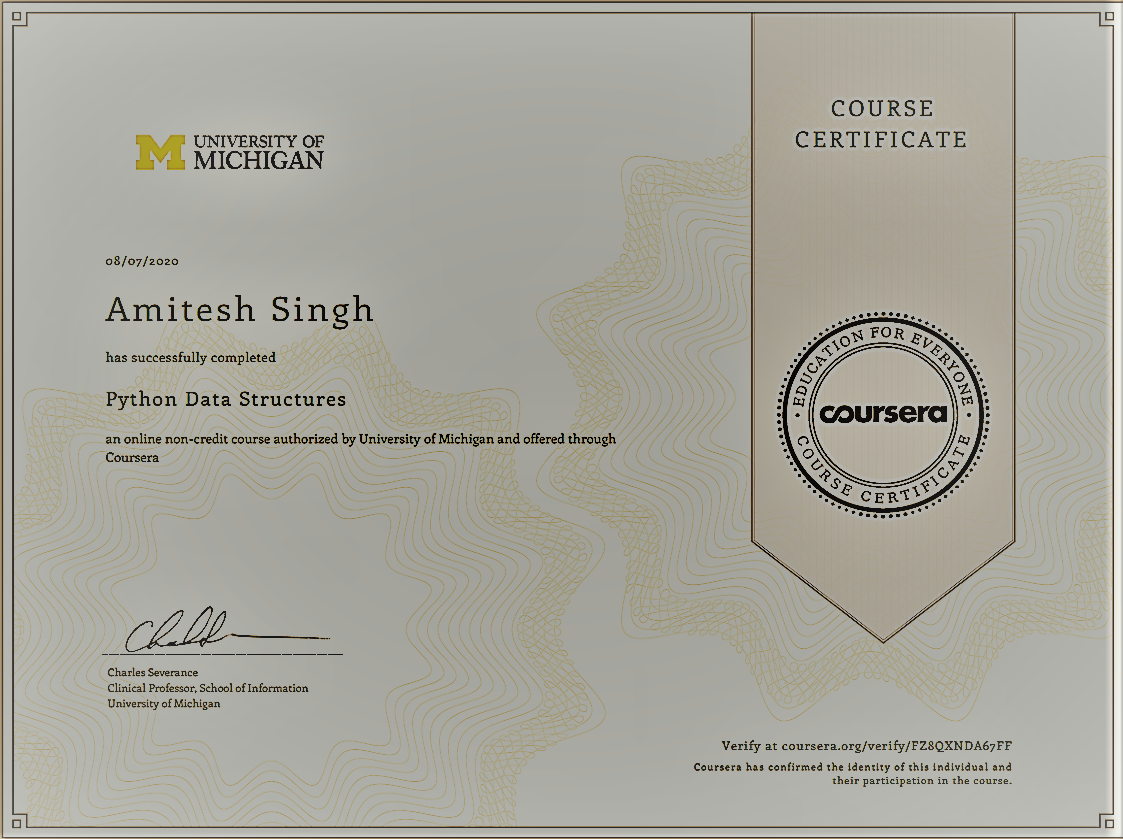 UNIVERSITY OF
MICHIGAN
COURSE
CERTIFICATE
08/07/2020
Amitesh Singh
has successfully completed
Python Data Structures
an online non-credit course authorized by University of Michigan and offered through
Coursera
EDUCATION FOR EVERYONE
coursera
COURSE CERTIFICATE
Charles Severance
Clinical Professor, School of Information
University of Michigan
Verify at coursera.org/verify/FZ8QXNDA67FF
Coursera has confirmed the identity of this individual and
their participation in the course.